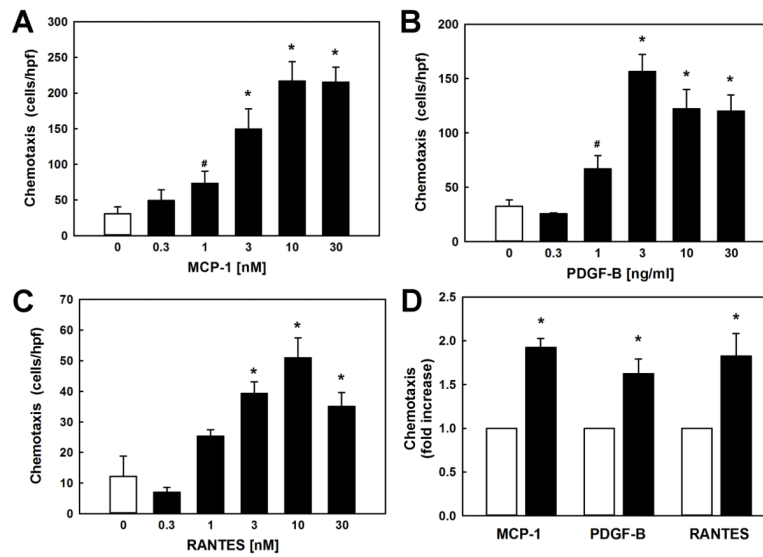 A
Chemotaxis (cells/hpf)
300
250
200
150
100
50
0
#
*
*
*
0 0.3 1 3 10 30
MCP-1 [nM]
B
Chemotaxis (cells/hpf)
200
150
100
50
0
#
*
*
*
0 0.3 1 3 10 30
PDGF-B [ng/ml]
C
Chemotaxis (cells/hpf)
70
60
50
40
30
20
10
0
*
*
*
0 0.3 1 3 10 30
RANTES [nM]
D
Chemotaxis
(fold increase)
2.5
2.0
1.5
1.0
0.5
0.0
*
*
*
MCP-1 PDGF-B RANTES